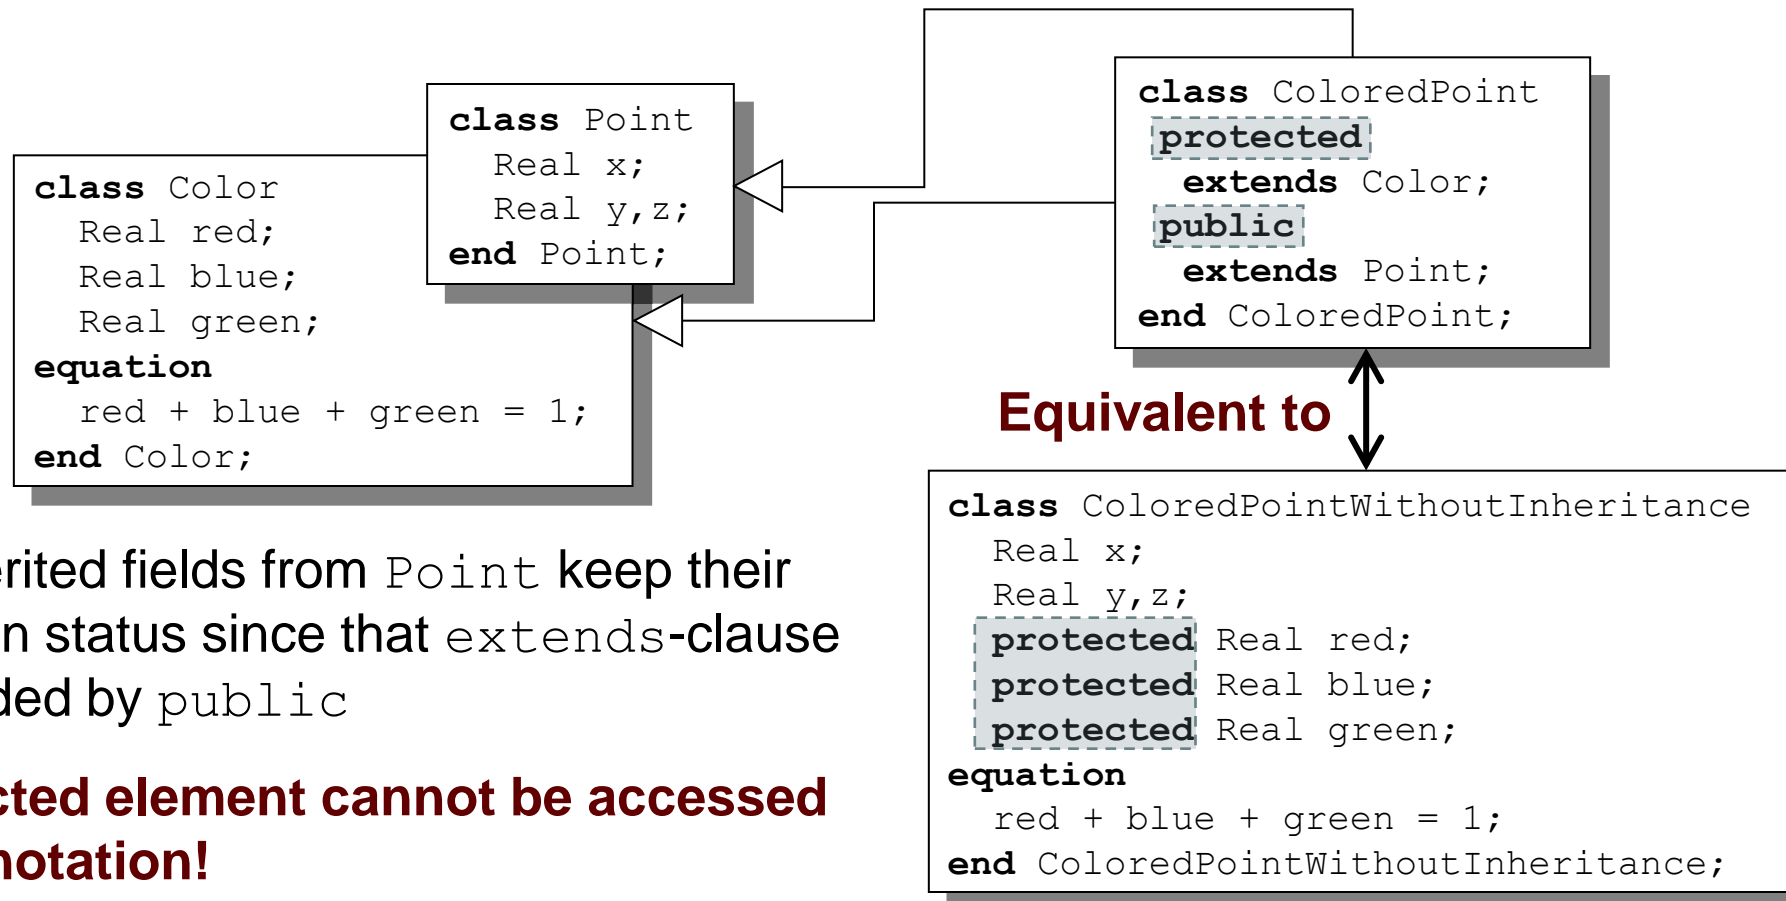 class Color
  Real red;
  Real blue;
  Real green;
equation
  red + blue + green = 1;
end Color;
class Point
  Real x;
  Real y,z;
end Point;
class ColoredPoint
protected
  extends Color;
public
  extends Point;
end ColoredPoint;
Equivalent to
class ColoredPointWithoutInheritance
  Real x;
  Real y,z;
  protected Real red;
  protected Real blue;
  protected Real green;
equation
  red + blue + green = 1;
end ColoredPointWithoutInheritance;
erited fields from Point keep their
n status since that extends-clause
ded by public
cted element cannot be accessed
notation!